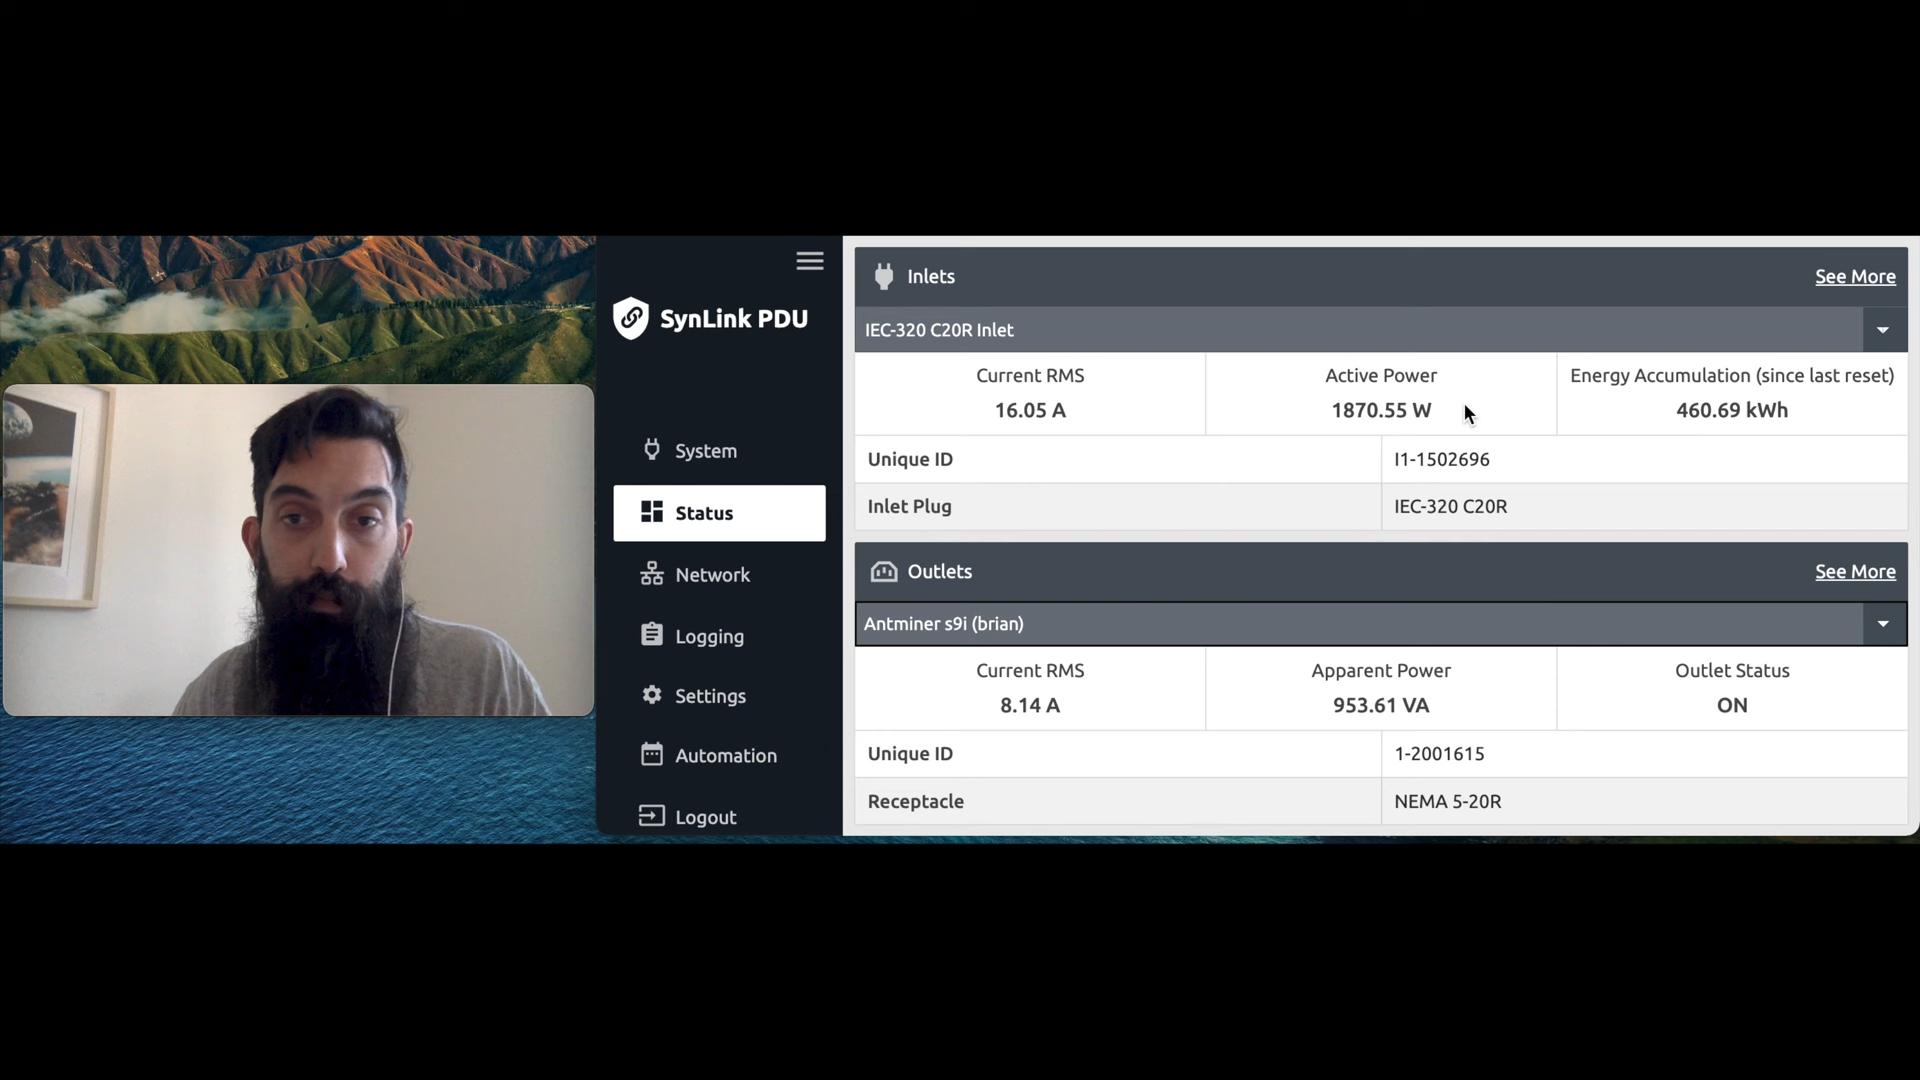 SynLink PDU
System
Status
Network
Logging
Settings
Automation
Logout
Inlets
See More
IEC-320 C20R Inlet
Current RMS
16.05 A
Active Power
1870.55 W
Energy Accumulation (since last reset)
460.69 kWh
Unique ID
I1-1502696
Inlet Plug
IEC-320 C20R
Outlets
See More
Antminer s9i (brian)
Current RMS
8.14 A
Apparent Power
953.61 VA
Outlet Status
ON
Unique ID
1-2001615
Receptacle
NEMA 5-20R